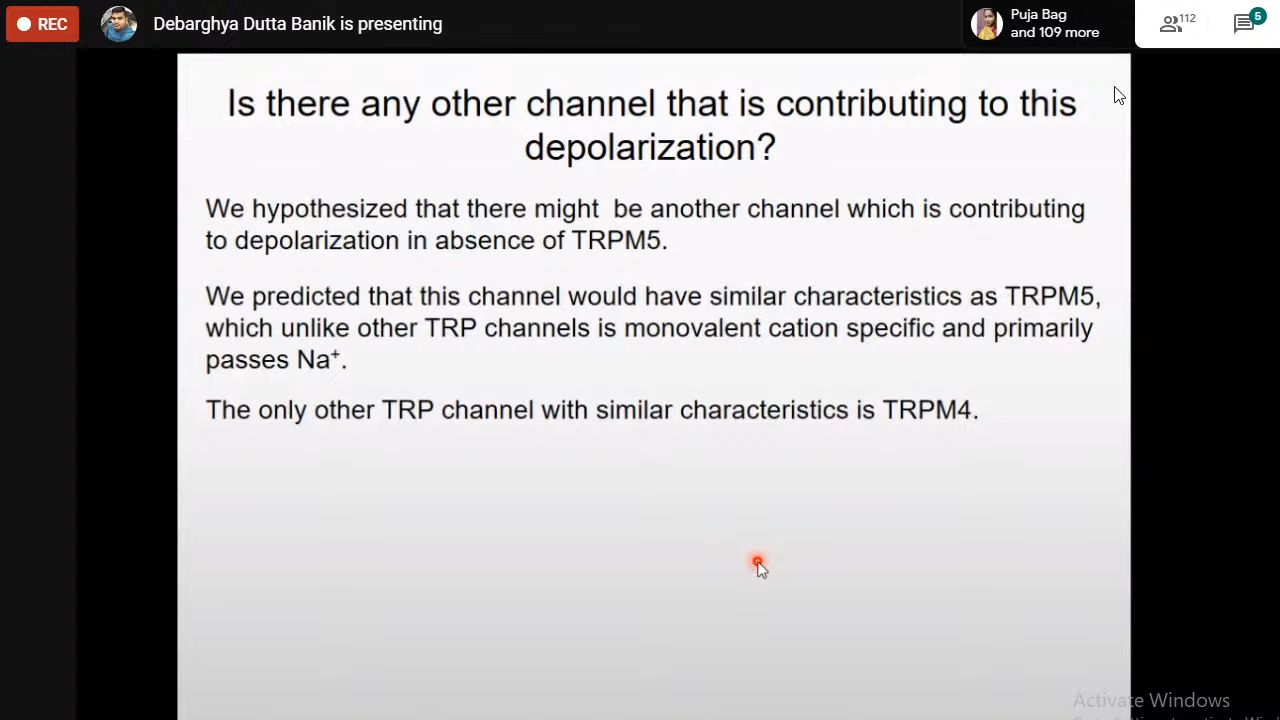 REC
Debarghya Dutta Banik is presenting
Puja Bag
and 109 more
112
5
Is there any other channel that is contributing to this
depolarization?
We hypothesized that there might be another channel which is contributing
to depolarization in absence of TRPM5.
We predicted that this channel would have similar characteristics as TRPM5,
which unlike other TRP channels is monovalent cation specific and primarily
passes Na⁺.
The only other TRP channel with similar characteristics is TRPM4.
Activate Windows